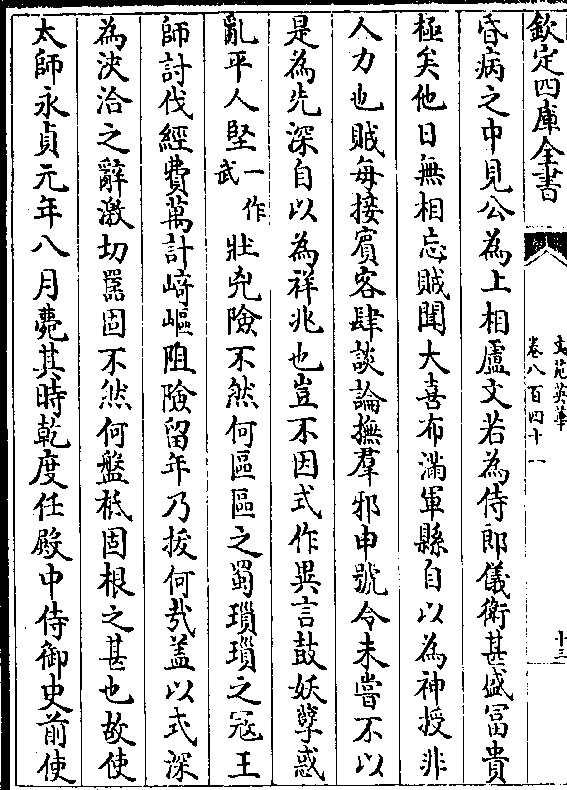 欽定四庫全書
文苑英華
卷八百四十一
十三
昏病之中見公為上相盧文若為侍郎儀衛甚盛冨貴
極矣他日無相忘賊聞大喜布滿軍縣自以為神授非
人力也賊每接賓客肆談論撫羣邪申號令未嘗不以
是為先深自以為祥兆也豈不因式作異言鼓妖孽惑
亂平人堅一作武壯兇險不然何區區之蜀瑣瑣之冦王
師討伐經費萬計崎嶇阻險留年乃拔何㢤盖以式深
為浹洽之辭激切嚚固不然何盤柢固根之甚也故使
太師永貞元年八月薨其時乾度任殿中侍御史前使